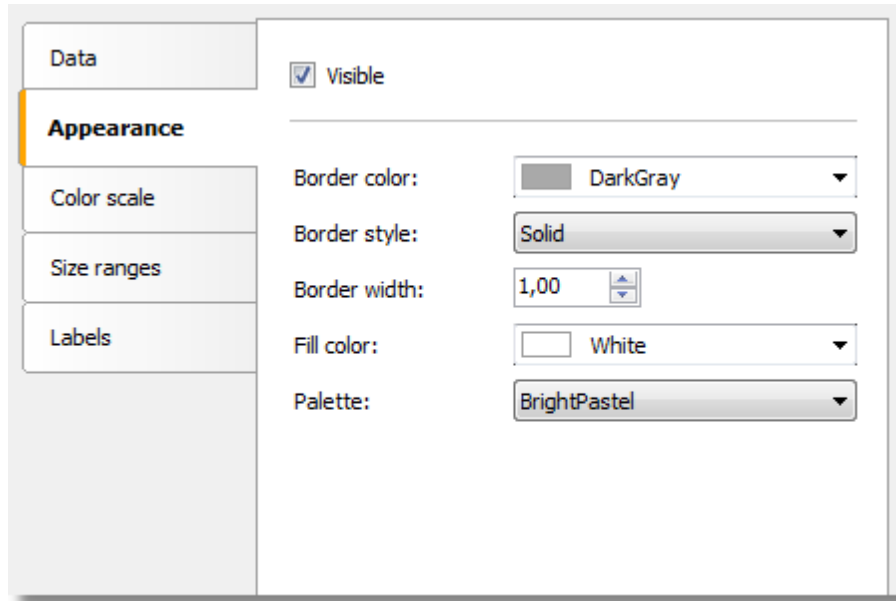 Data
Appearance
Color scale
Size ranges
Labels
Visible
Border color: DarkGray
Border style: Solid
Border width: 1,00
Fill color: White
Palette: BrightPastel